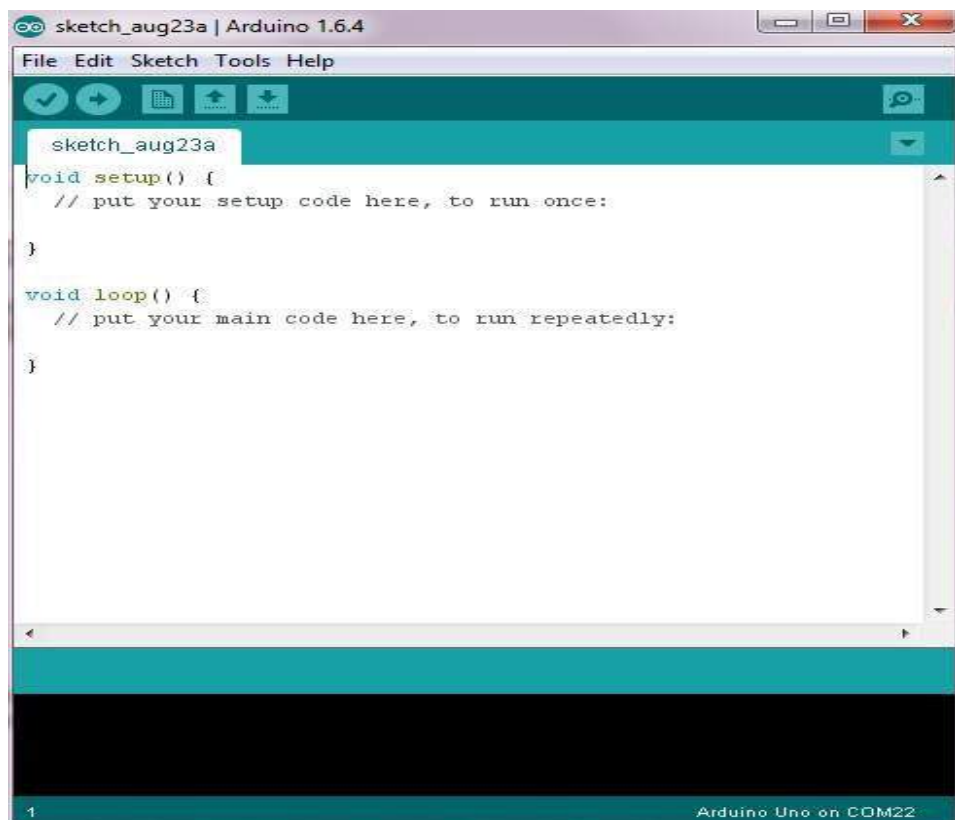 sketch_aug23a | Arduino 1.6.4
File Edit Sketch Tools Help
sketch_aug23a
void setup() {
  // put your setup code here, to run once:
}
void loop() {
  // put your main code here, to run repeatedly:
}
1 Arduino Uno on COM22